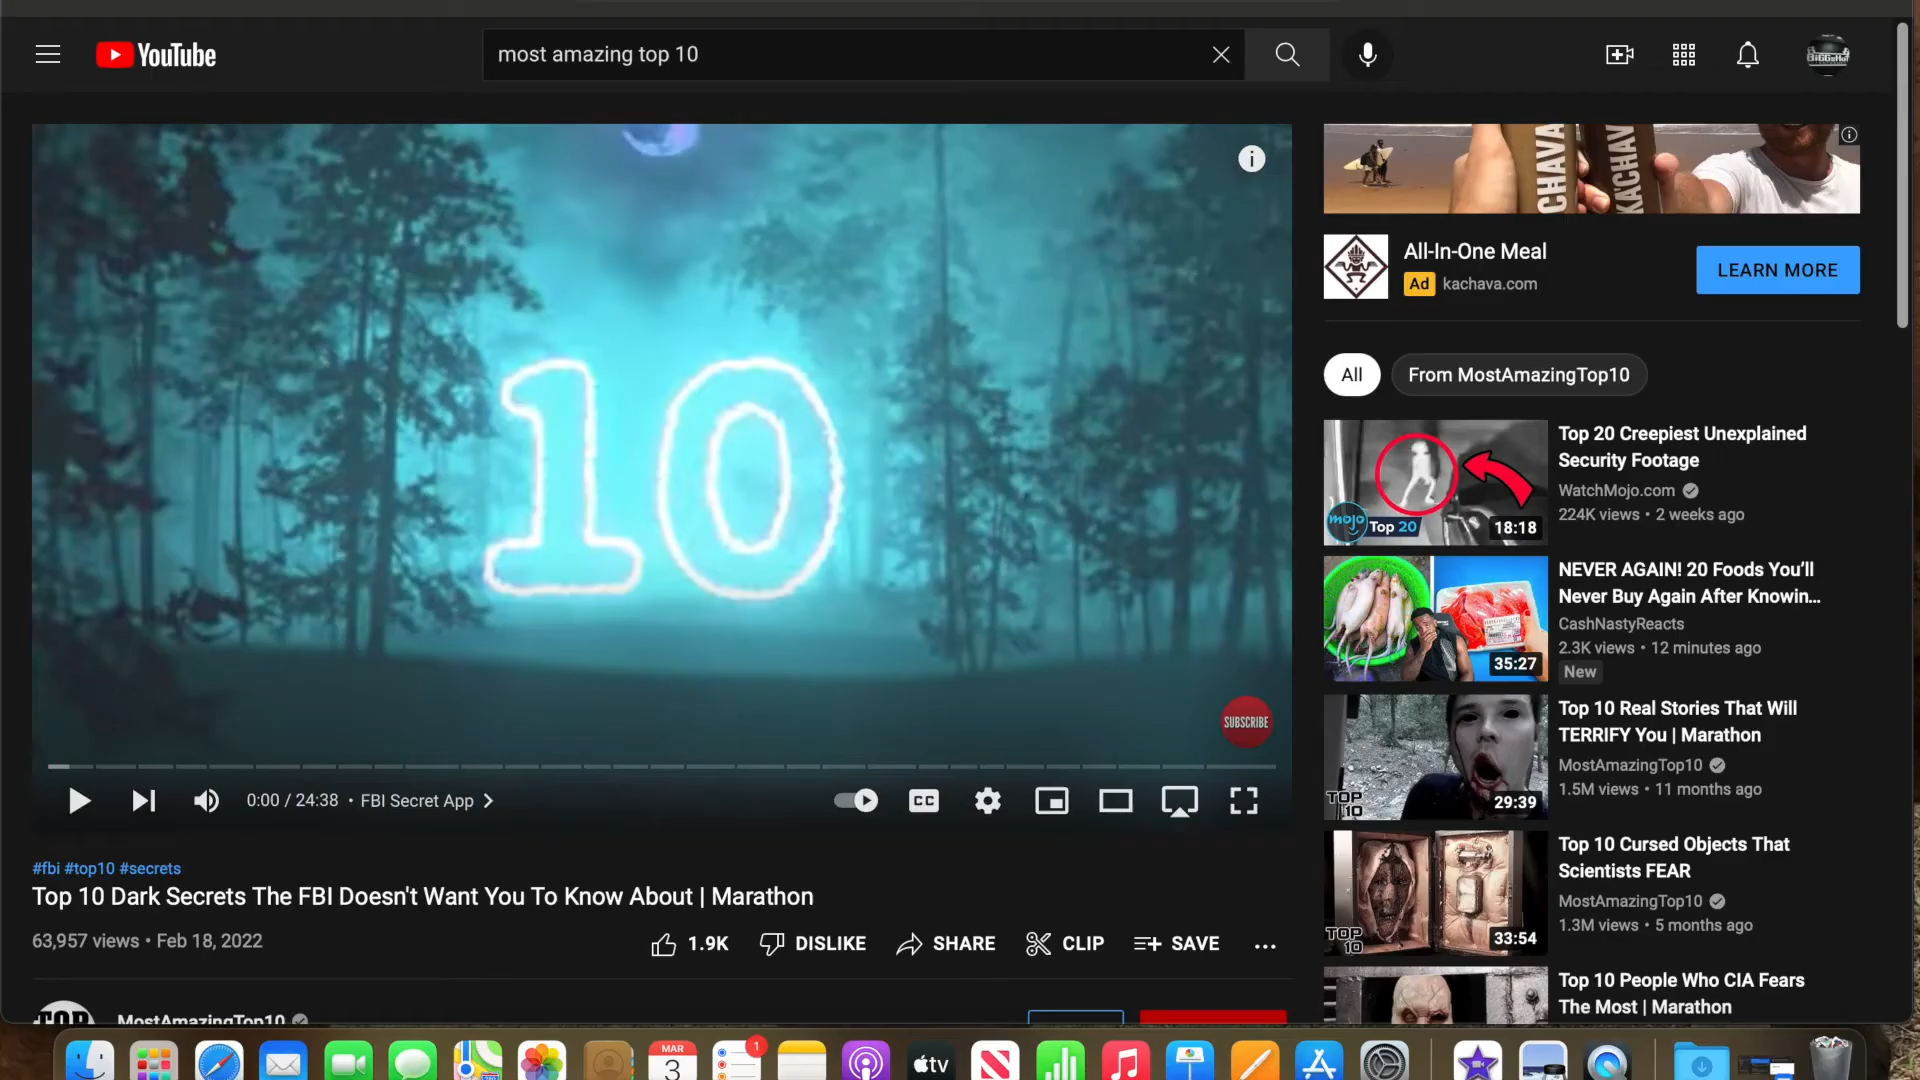 YouTube
most amazing top 10
BiGGsHot
10
SUBSCRIBE
0:00 / 24:38 • FBI Secret App
CC
#fbi #top10 #secrets
Top 10 Dark Secrets The FBI Doesn't Want You To Know About | Marathon
63,957 views • Feb 18, 2022
1.9K
DISLIKE
SHARE
CLIP
SAVE
TOP
MostAmazingTop10
CHAVA
KACHAVA
All-In-One Meal
Ad kachava.com
LEARN MORE
All
From MostAmazingTop10
mojo Top 20
18:18
Top 20 Creepiest Unexplained
Security Footage
WatchMojo.com
224K views • 2 weeks ago
35:27
NEVER AGAIN! 20 Foods You’ll
Never Buy Again After Knowin...
CashNastyReacts
2.3K views • 12 minutes ago
New
TOP
10
29:39
Top 10 Real Stories That Will
TERRIFY You | Marathon
MostAmazingTop10
1.5M views • 11 months ago
TOP
10
33:54
Top 10 Cursed Objects That
Scientists FEAR
MostAmazingTop10
1.3M views • 5 months ago
Top 10 People Who CIA Fears
The Most | Marathon
MAR
3
1
tv